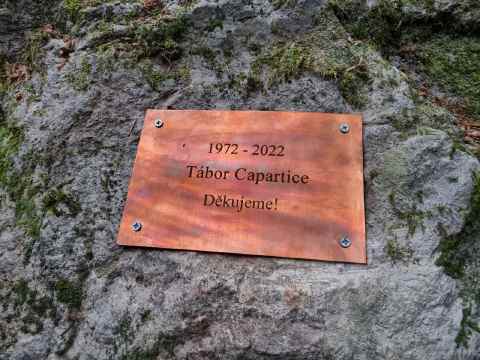 1972 - 2022
Tábor Capartice
Děkujeme!